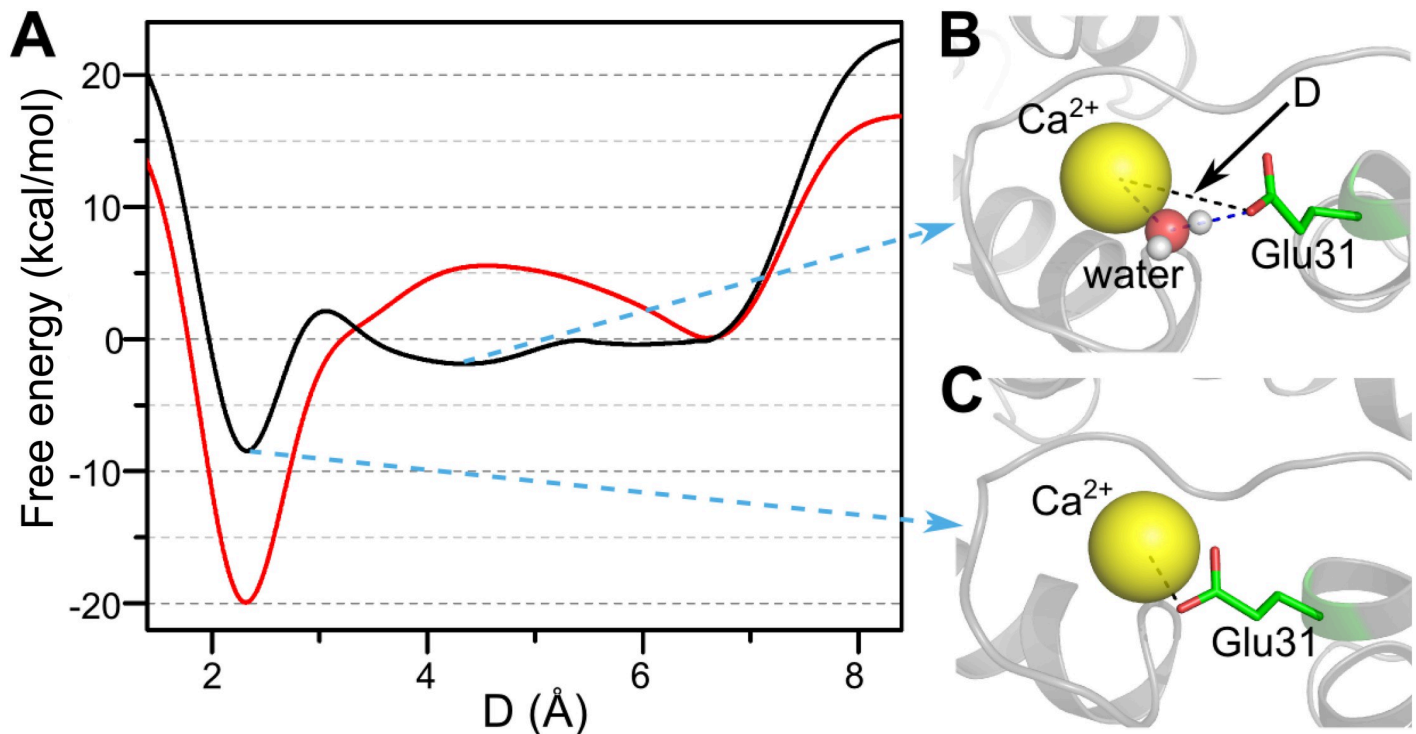 A
Free energy (kcal/mol)
20
10
0
-10
-20
2
4
6
8
D (Å)
B
Ca²⁺
D
water
Glu31
C
Ca²⁺
Glu31